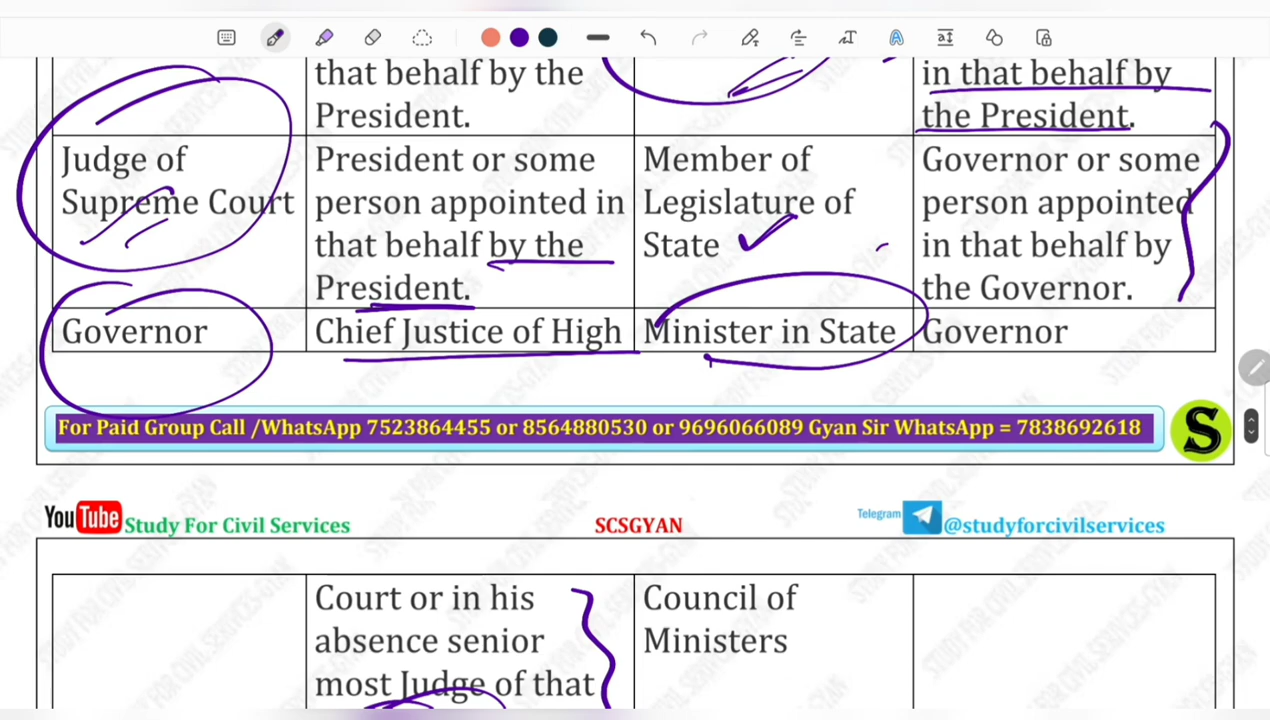 that behalf by the
President.
in that behalf by
the President.
Judge of
Supreme Court
President or some
person appointed in
that behalf by the
President.
Member of
Legislature of
State
Governor or some
person appointed
in that behalf by
the Governor.
Governor
Chief Justice of High
Minister in State
Governor
For Paid Group Call /WhatsApp 7523864455 or 8564880530 or 9696066089 Gyan Sir WhatsApp = 7838692618
S
YouTube Study For Civil Services
SCSGYAN
Telegram @studyforcivilservices
Court or in his
absence senior
most Judge of that
Council of
Ministers